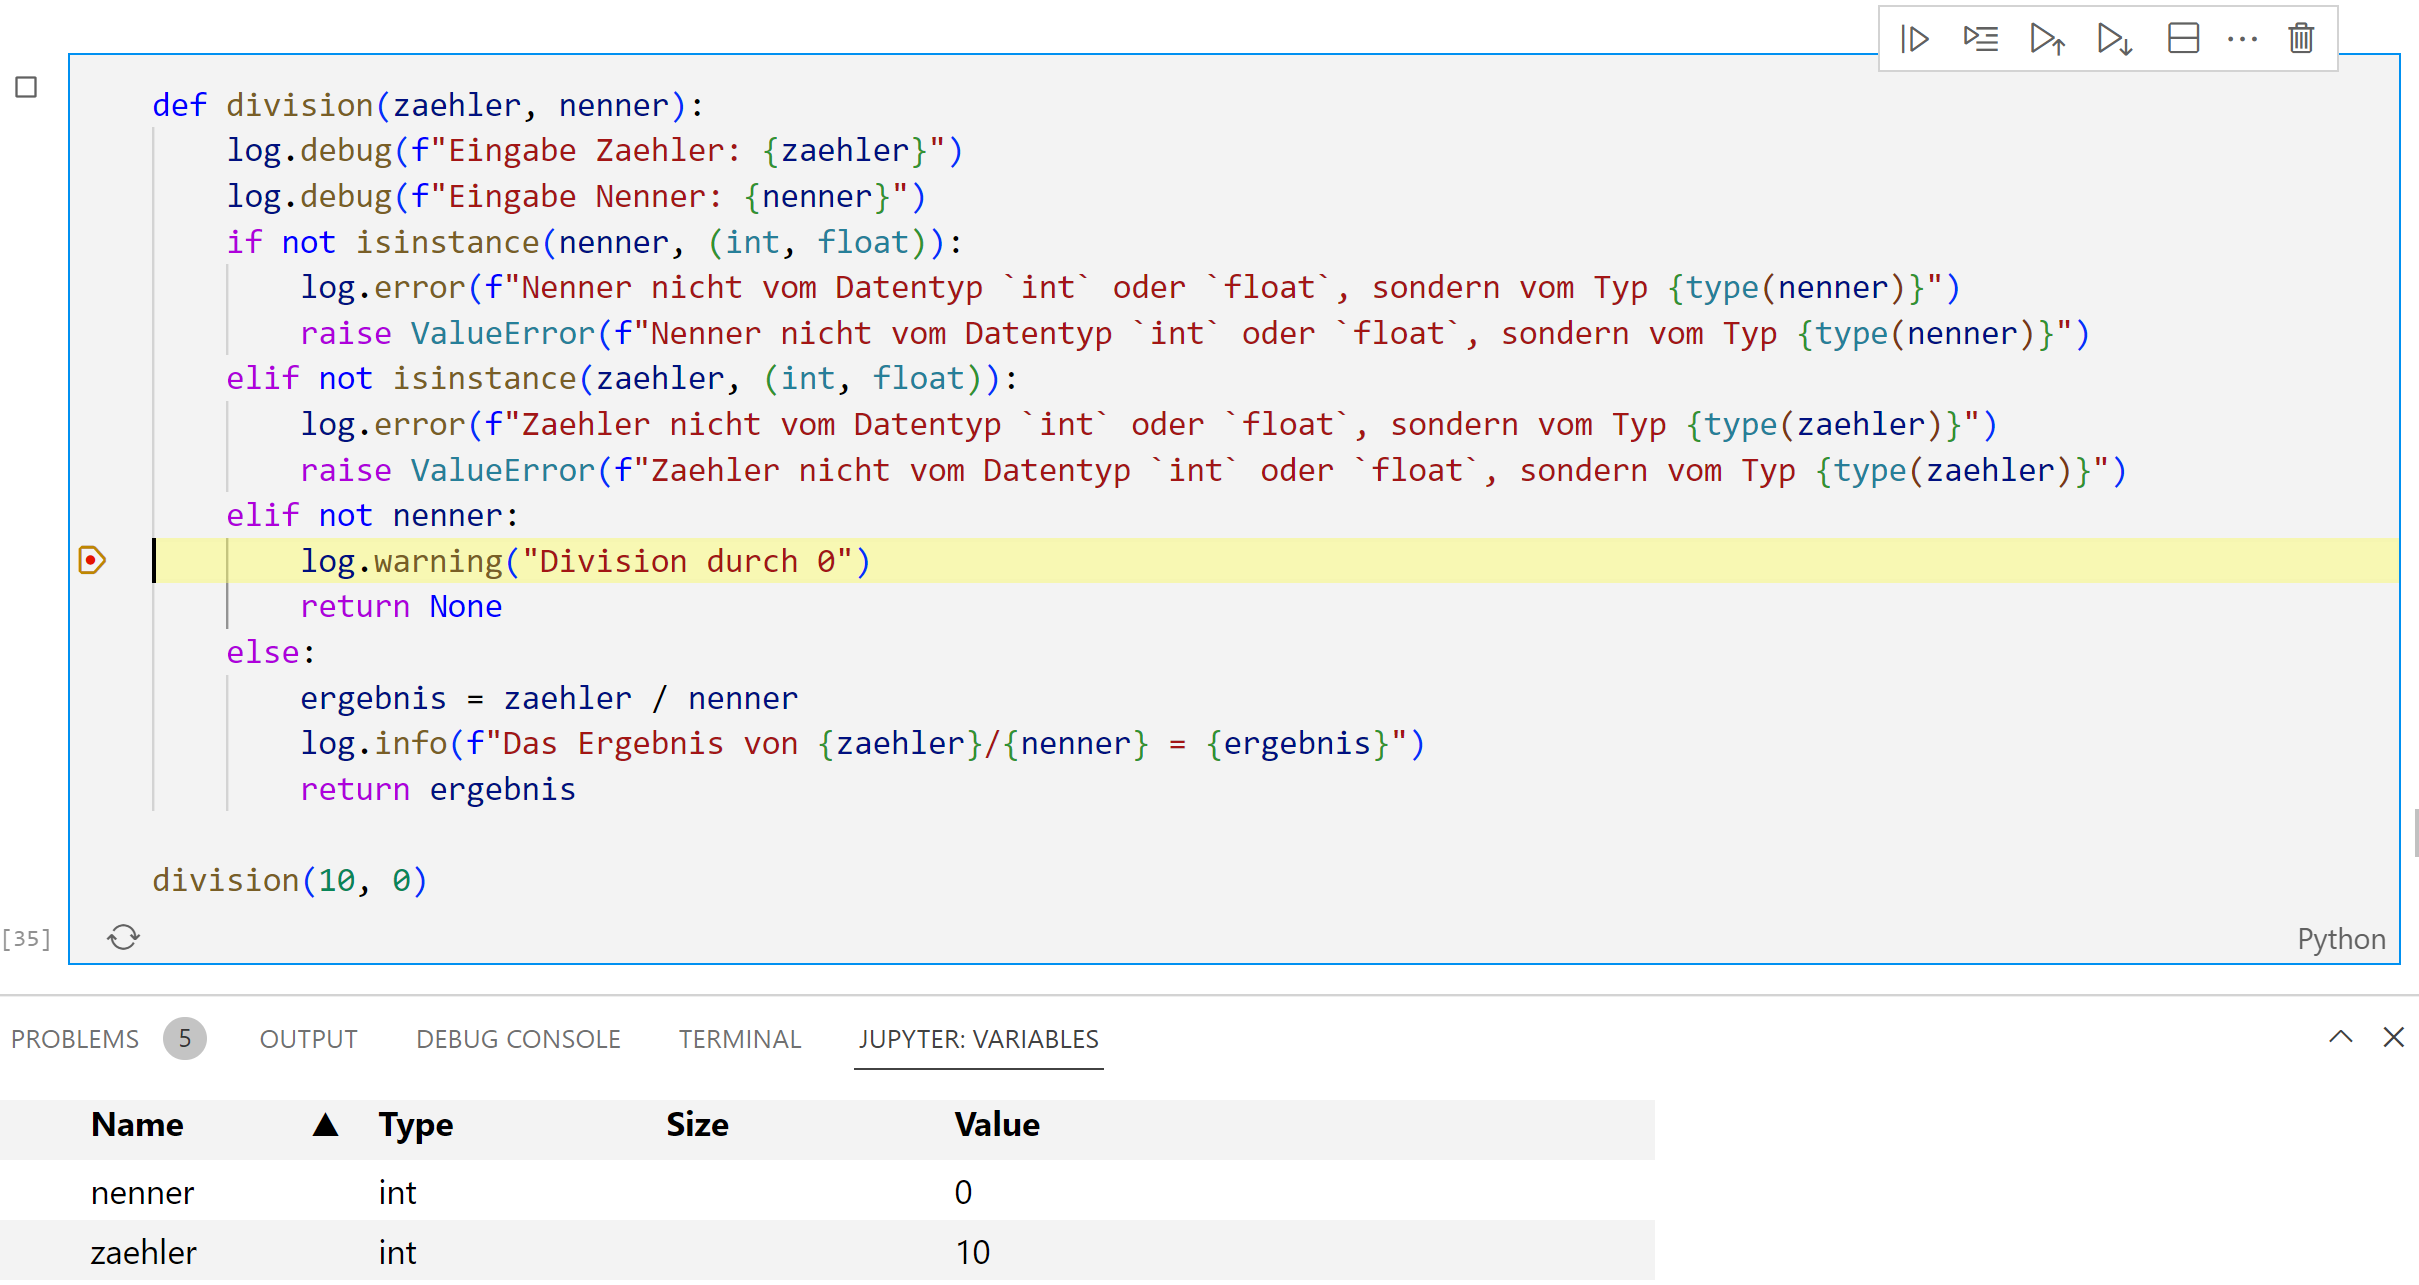 def division(zaehler, nenner):
    log.debug(f"Eingabe Zaehler: {zaehler}")
    log.debug(f"Eingabe Nenner: {nenner}")
    if not isinstance(nenner, (int, float)):
        log.error(f"Nenner nicht vom Datentyp `int` oder `float`, sondern vom Typ {type(nenner)}")
        raise ValueError(f"Nenner nicht vom Datentyp `int` oder `float`, sondern vom Typ {type(nenner)}")
    elif not isinstance(zaehler, (int, float)):
        log.error(f"Zaehler nicht vom Datentyp `int` oder `float`, sondern vom Typ {type(zaehler)}")
        raise ValueError(f"Zaehler nicht vom Datentyp `int` oder `float`, sondern vom Typ {type(zaehler)}")
    elif not nenner:
        log.warning("Division durch 0")
        return None
    else:
        ergebnis = zaehler / nenner
        log.info(f"Das Ergebnis von {zaehler}/{nenner} = {ergebnis}")
        return ergebnis
division(10, 0)
[35] Python
PROBLEMS 5 OUTPUT DEBUG CONSOLE TERMINAL JUPYTER: VARIABLES
Name ▲ Type Size Value
nenner int 0
zaehler int 10